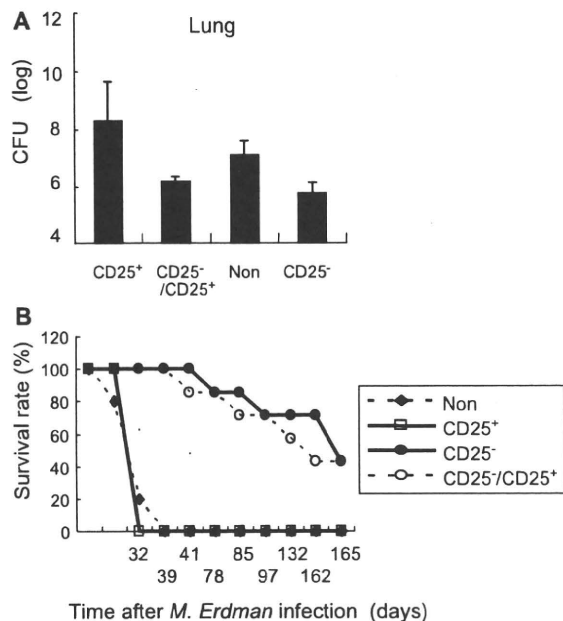 A
Lung
CFU (log)
12
10
8
6
4
CD25⁺
CD25⁻/CD25⁺
Non
CD25⁻
B
Survival rate (%)
120
100
80
60
40
20
0
32 41 85 132 165
39 78 97 162
Time after M. Erdman infection (days)
Non
CD25⁺
CD25⁻
CD25⁻/CD25⁺